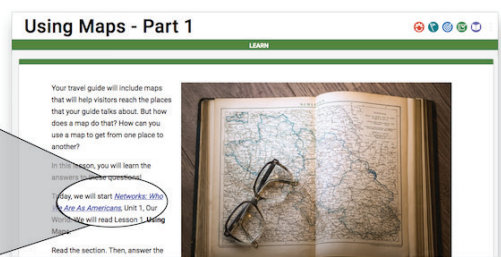 Using Maps - Part 1
LEARN
Your travel guide will include maps
that will help visitors reach the places
that your guide talks about. But how
does a map do that? How can you
use a map to get from one place to
another?
In this lesson, you will learn the
answers to these questions!
Today, we will start Networks: Who
We Are As Americans, Unit 1, Our
World. We will read Lesson 1, Using
Maps.
Read the section. Then, answer the